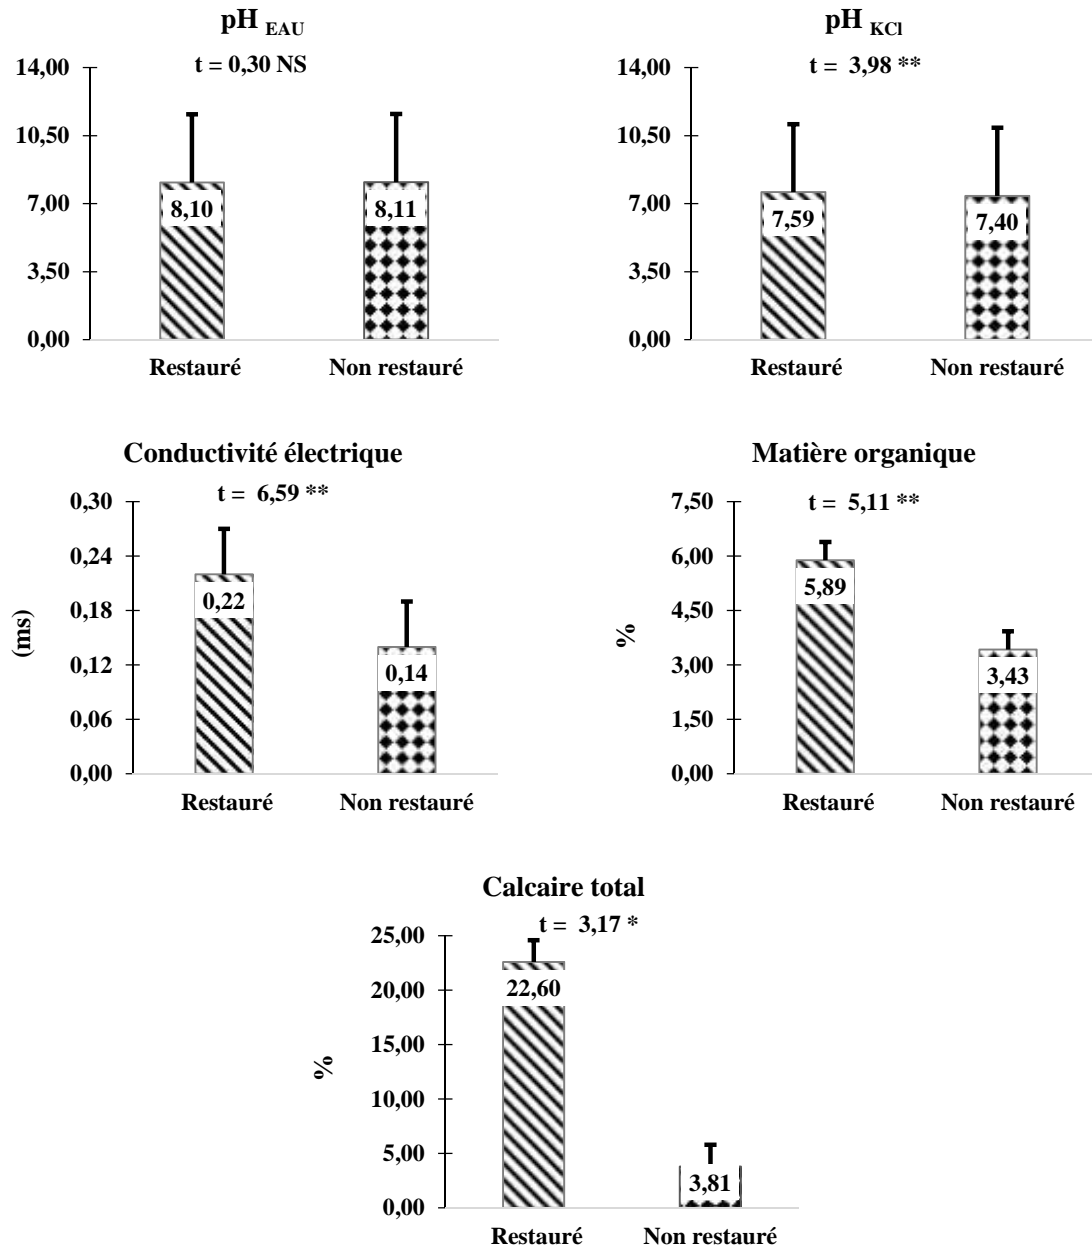 pH EAU
t = 0,30 NS
14,00
10,50
7,00
3,50
0,00
8,10
8,11
Restauré
Non restauré
pH KCl
t = 3,98 **
14,00
10,50
7,00
3,50
0,00
7,59
7,40
Restauré
Non restauré
Conductivité électrique
t = 6,59 **
(ms)
0,30
0,24
0,18
0,12
0,06
0,00
0,22
0,14
Restauré
Non restauré
Matière organique
t = 5,11 **
%
7,50
6,00
4,50
3,00
1,50
0,00
5,89
3,43
Restauré
Non restauré
Calcaire total
t = 3,17 *
%
25,00
20,00
15,00
10,00
5,00
0,00
22,60
3,81
Restauré
Non restauré